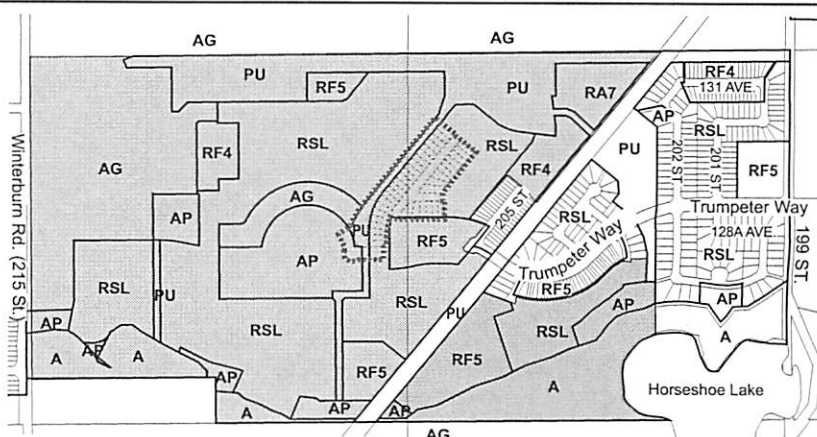 AG
AG
PU
RF5
PU
RA7
RF4
131 AVE.
AP
RSL
PU
RSL
RSL
RF4
AG
RF4
202 ST.
201 ST.
RF5
Winterburn Rd. (215 St.)
AP
AG
205 ST.
RSL
Trumpeter Way
PU
RF5
Trumpeter Way
128A AVE.
199 ST.
AP
RSL
RSL
PU
RF5
RSL
PU
AP
AP
AP
RSL
RSL
A
AP
A
A
RF5
RF5
AP
A
Horseshoe Lake
A
AP
AP
AG